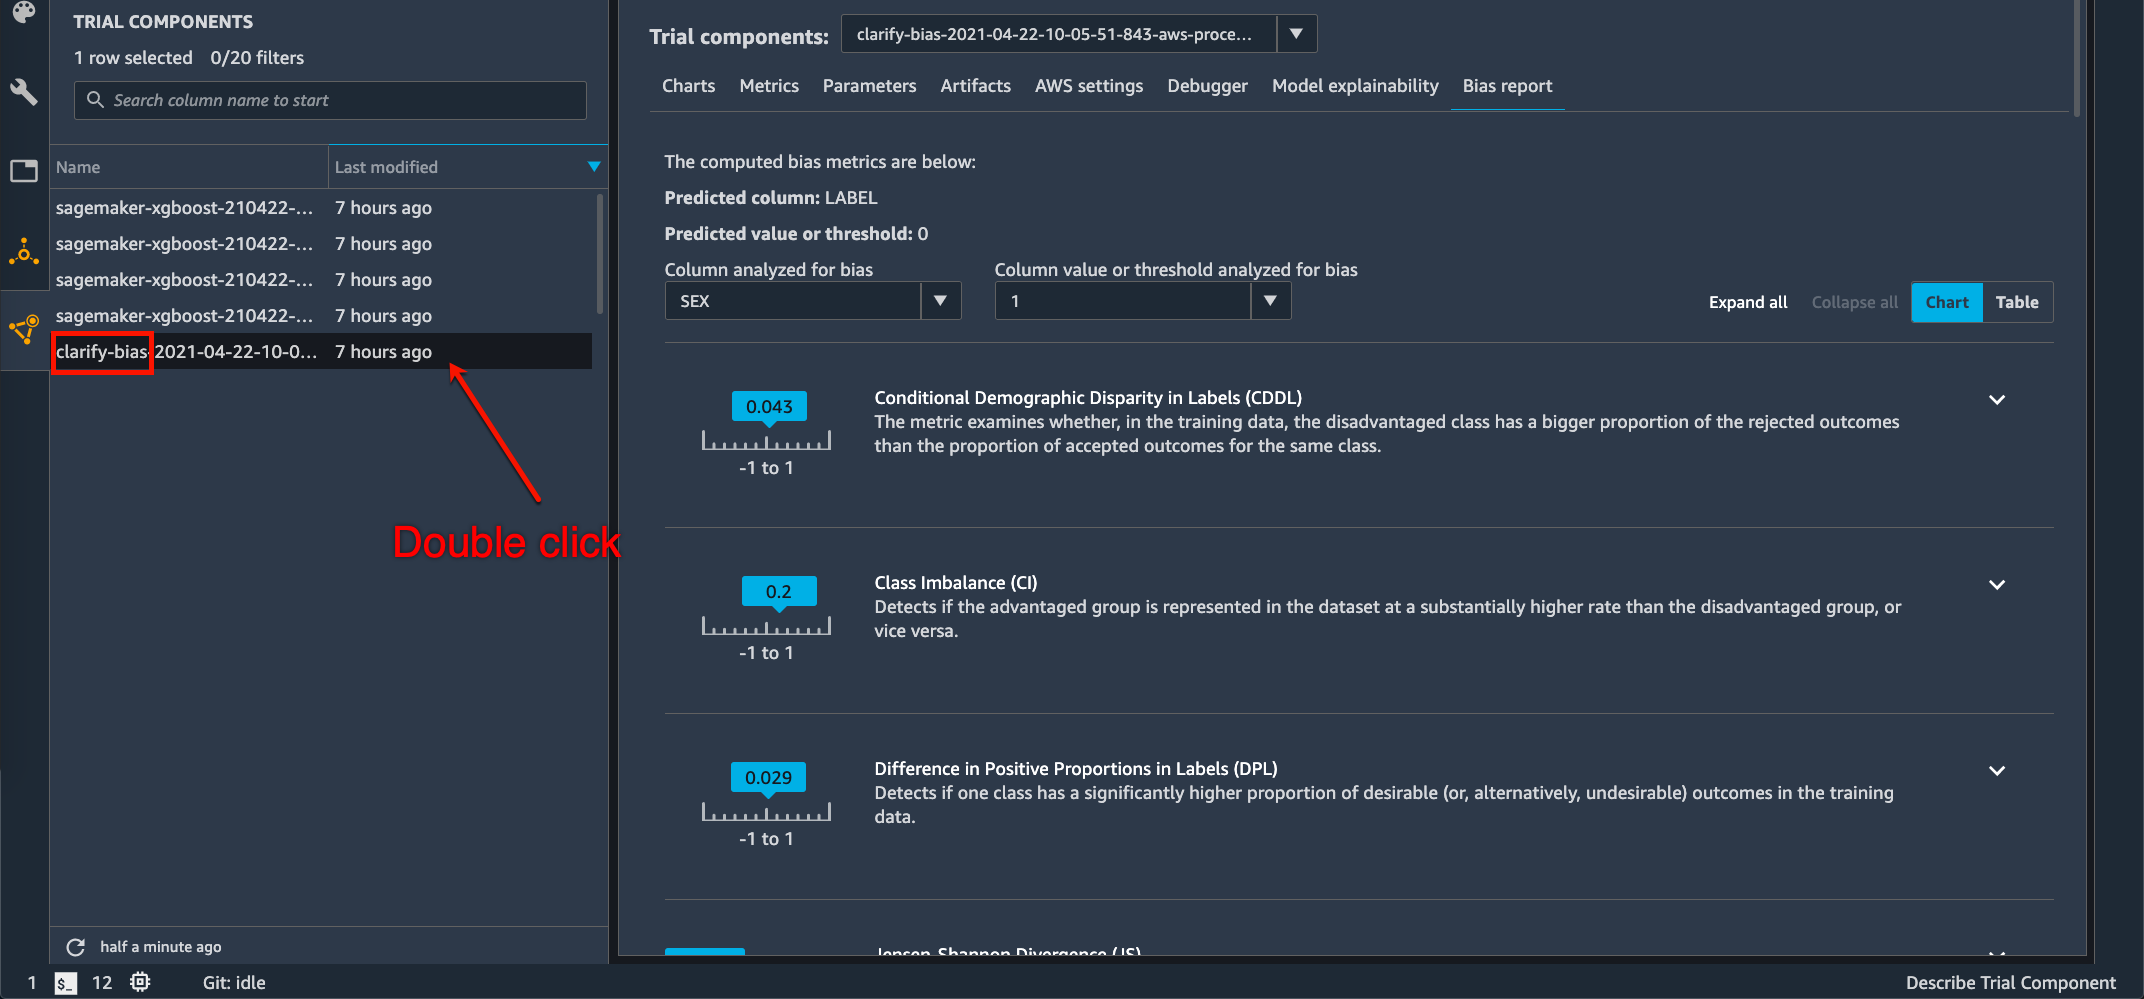 TRIAL COMPONENTS
1 row selected 0/20 filters
Search column name to start
Name Last modified
sagemaker-xgboost-210422-... 7 hours ago
sagemaker-xgboost-210422-... 7 hours ago
sagemaker-xgboost-210422-... 7 hours ago
sagemaker-xgboost-210422-... 7 hours ago
clarify-bias-2021-04-22-10-0... 7 hours ago
Double click
half a minute ago
Trial components: clarify-bias-2021-04-22-10-05-51-843-aws-proce...
Charts Metrics Parameters Artifacts AWS settings Debugger Model explainability Bias report
The computed bias metrics are below:
Predicted column: LABEL
Predicted value or threshold: 0
Column analyzed for bias Column value or threshold analyzed for bias
SEX 1 Expand all Collapse all Chart Table
0.043
-1 to 1
Conditional Demographic Disparity in Labels (CDDL)
The metric examines whether, in the training data, the disadvantaged class has a bigger proportion of the rejected outcomes
than the proportion of accepted outcomes for the same class.
0.2
-1 to 1
Class Imbalance (CI)
Detects if the advantaged group is represented in the dataset at a substantially higher rate than the disadvantaged group, or
vice versa.
0.029
-1 to 1
Difference in Positive Proportions in Labels (DPL)
Detects if one class has a significantly higher proportion of desirable (or, alternatively, undesirable) outcomes in the training
data.
Jensen-Shannon Divergence (JS)
1 $_ 12 Git: idle Describe Trial Component